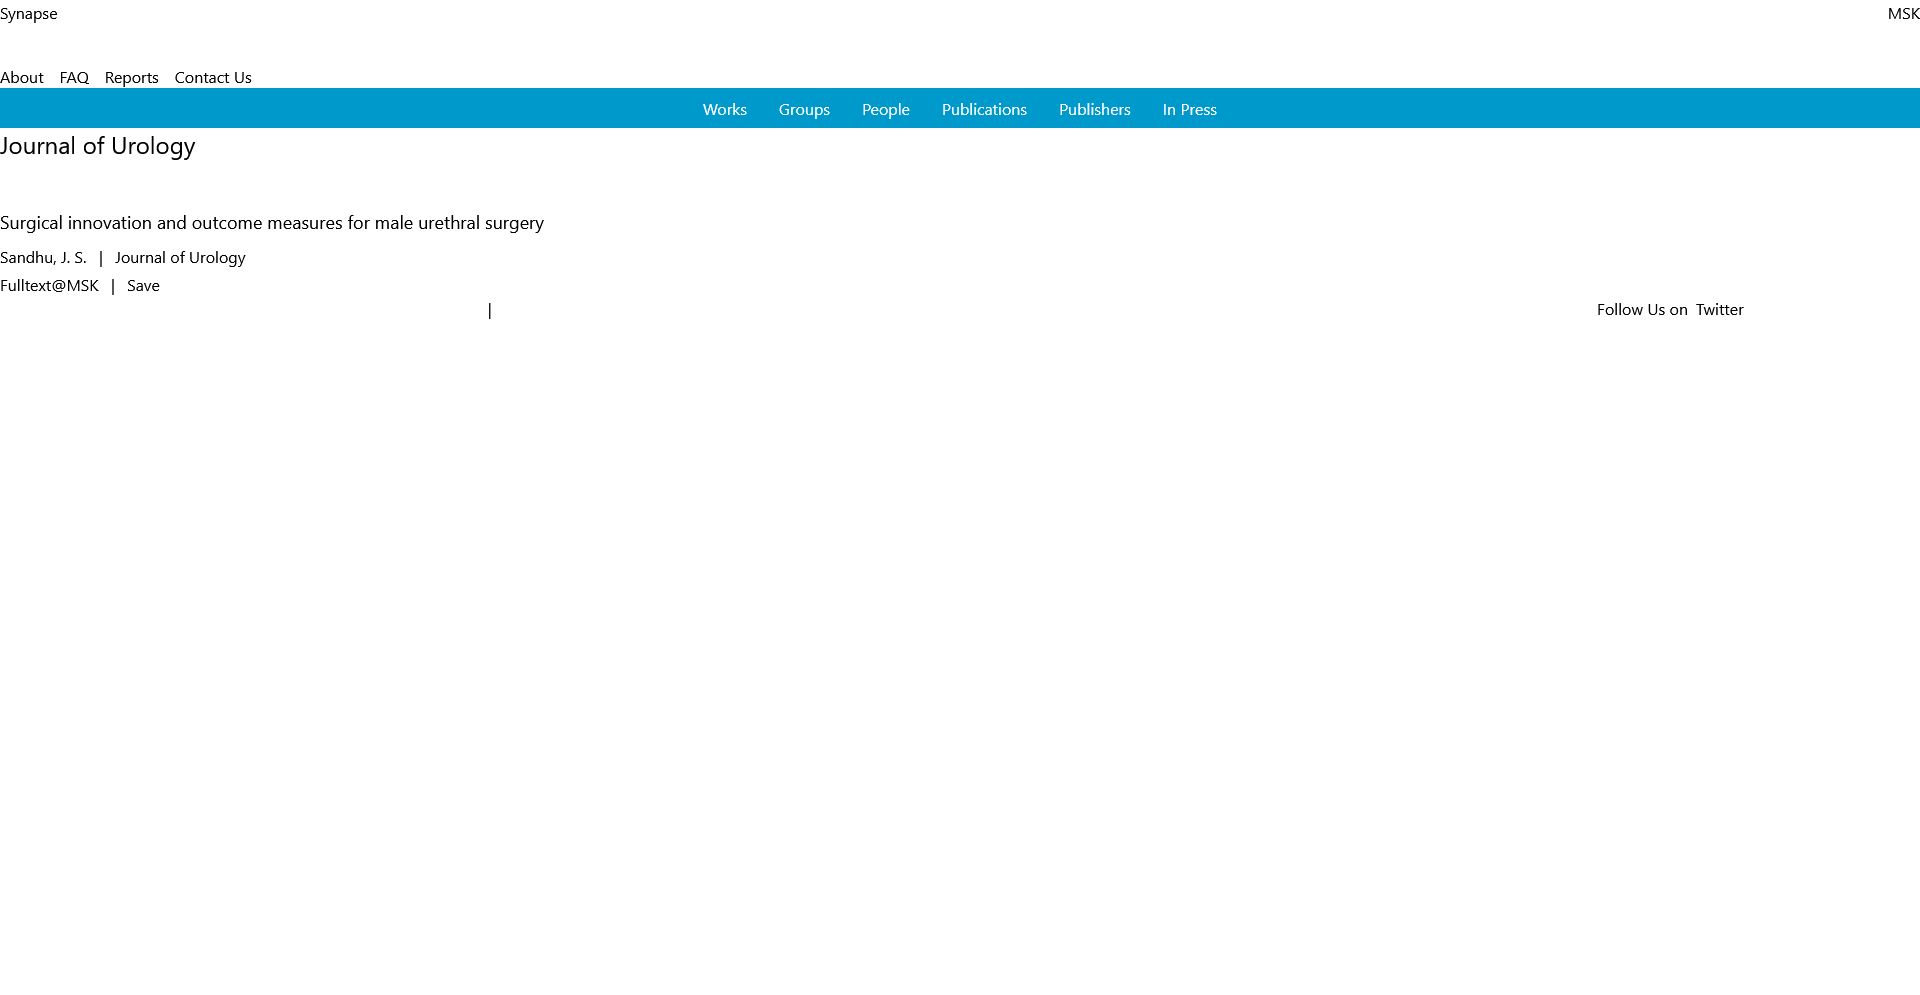 Synapse MSK
About FAQ Reports Contact Us
Works Groups People Publications Publishers In Press
Journal of Urology
Surgical innovation and outcome measures for male urethral surgery
Sandhu, J. S. | Journal of Urology
Fulltext@MSK | Save
| Follow Us on Twitter